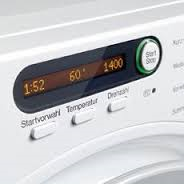 1:52 60° 1400
Start
Stop
Startvorwahl
Temperatur
Drehzahl